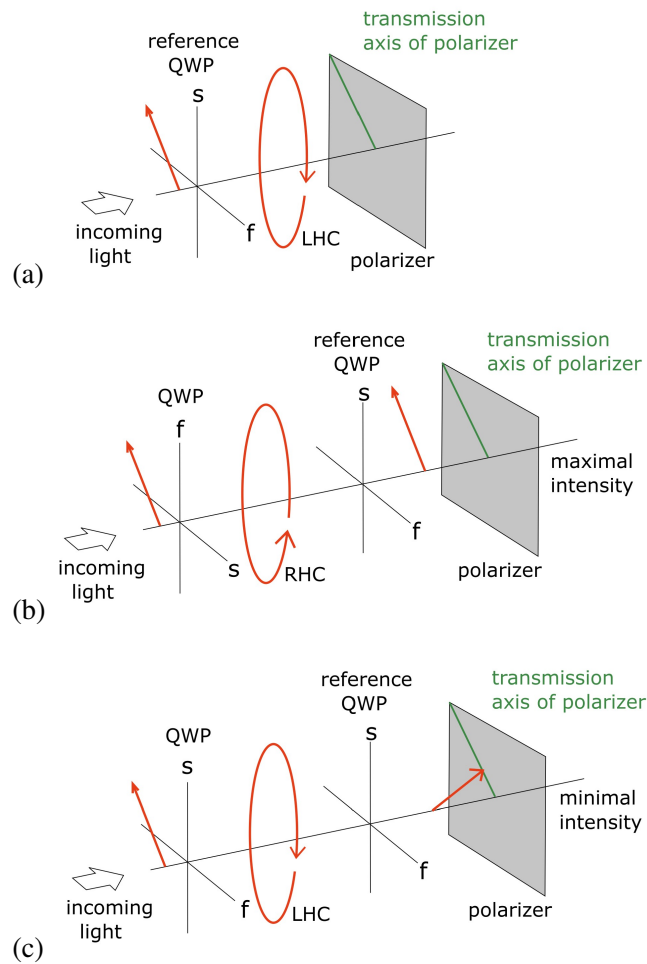 transmission
axis of polarizer
reference
QWP
s
f
LHC
incoming
light
polarizer
(a)
transmission
axis of polarizer
reference
QWP
s
QWP
f
maximal
intensity
f
s
RHC
incoming
light
polarizer
(b)
transmission
axis of polarizer
reference
QWP
s
QWP
s
minimal
intensity
f
f
LHC
incoming
light
polarizer
(c)